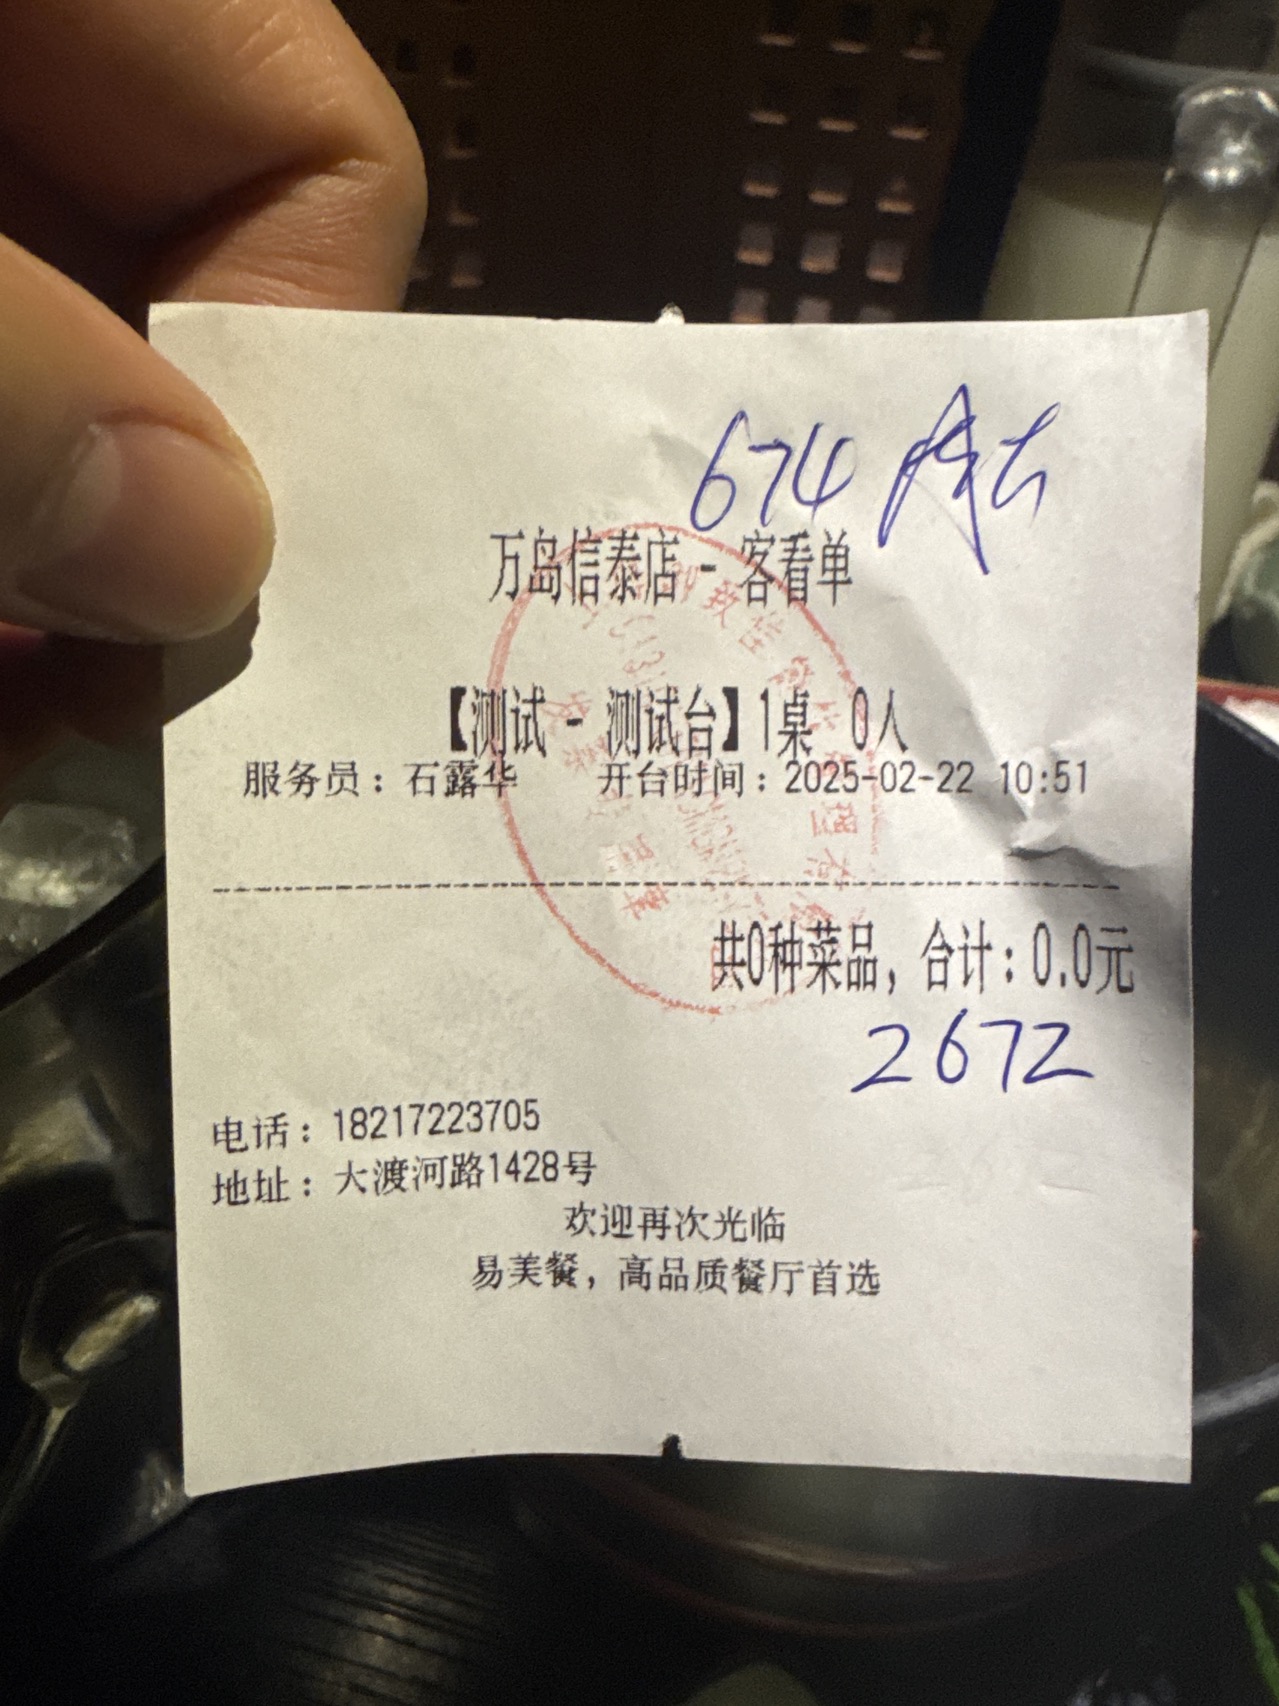 674
万岛信泰店 - 客看单
【测试 - 测试台】1桌 0人
服务员：石露华 开台时间：2025-02-22 10:51
共0种菜品，合计：0.0元
2672
电话：18217223705
地址：大渡河路1428号
欢迎再次光临
易美餐，高品质餐厅首选